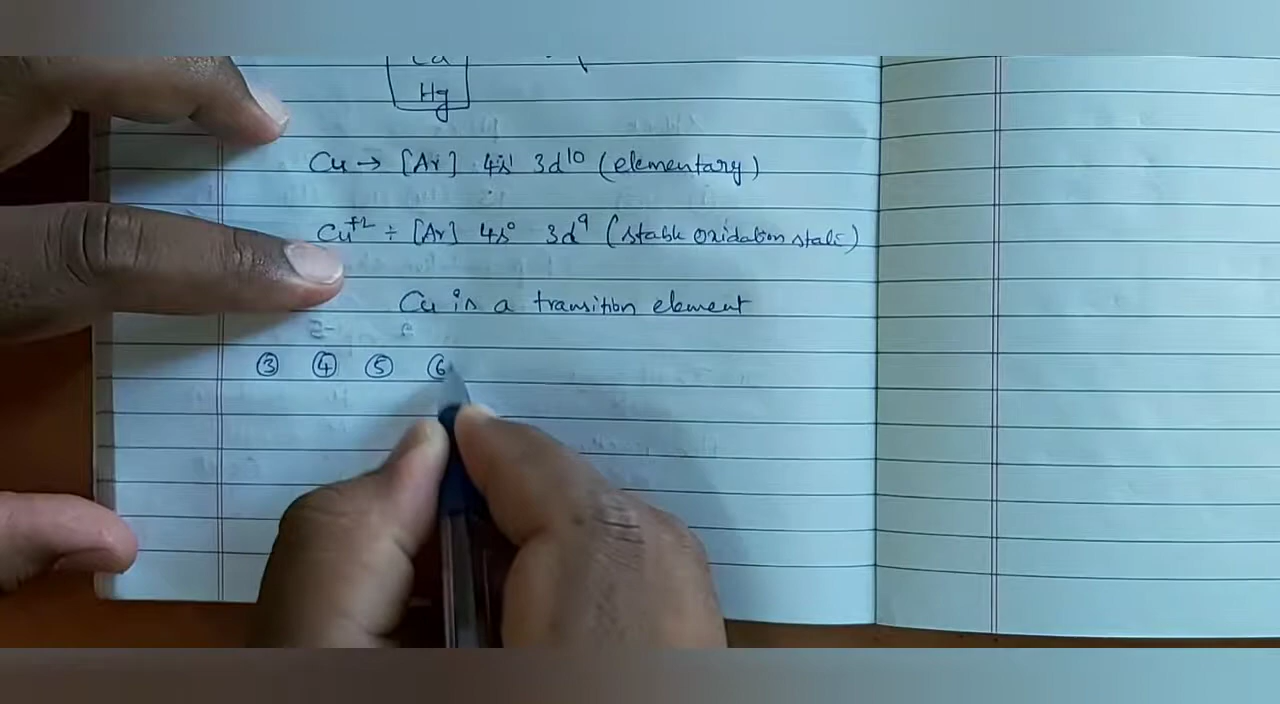 Hg
Cu → [Ar] 4s¹ 3d¹⁰ (elementary)
Cu⁺² ÷ [Ar] 4s⁰ 3d⁹ (stable Oxidation state)
Cu is a transition element
③ ④ ⑤ ⑥